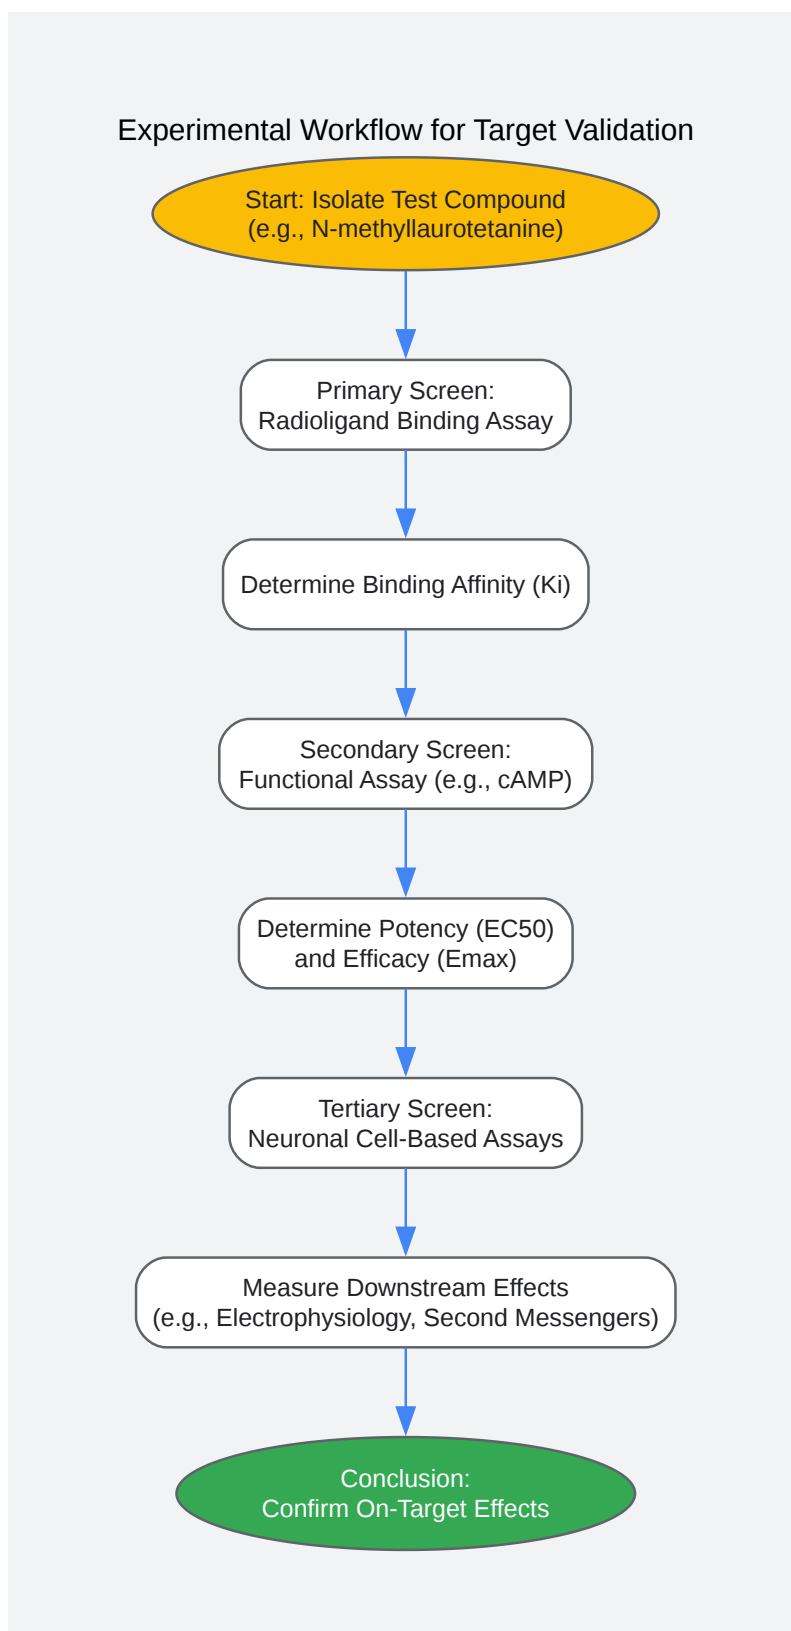 Experimental Workflow for Target Validation
Start: Isolate Test Compound
(e.g., N-methyllaurotetanine)
Primary Screen:
Radioligand Binding Assay
Determine Binding Affinity (Ki)
Secondary Screen:
Functional Assay (e.g., cAMP)
Determine Potency (EC50)
and Efficacy (Emax)
Tertiary Screen:
Neuronal Cell-Based Assays
Measure Downstream Effects
(e.g., Electrophysiology, Second Messengers)
Conclusion:
Confirm On-Target Effects